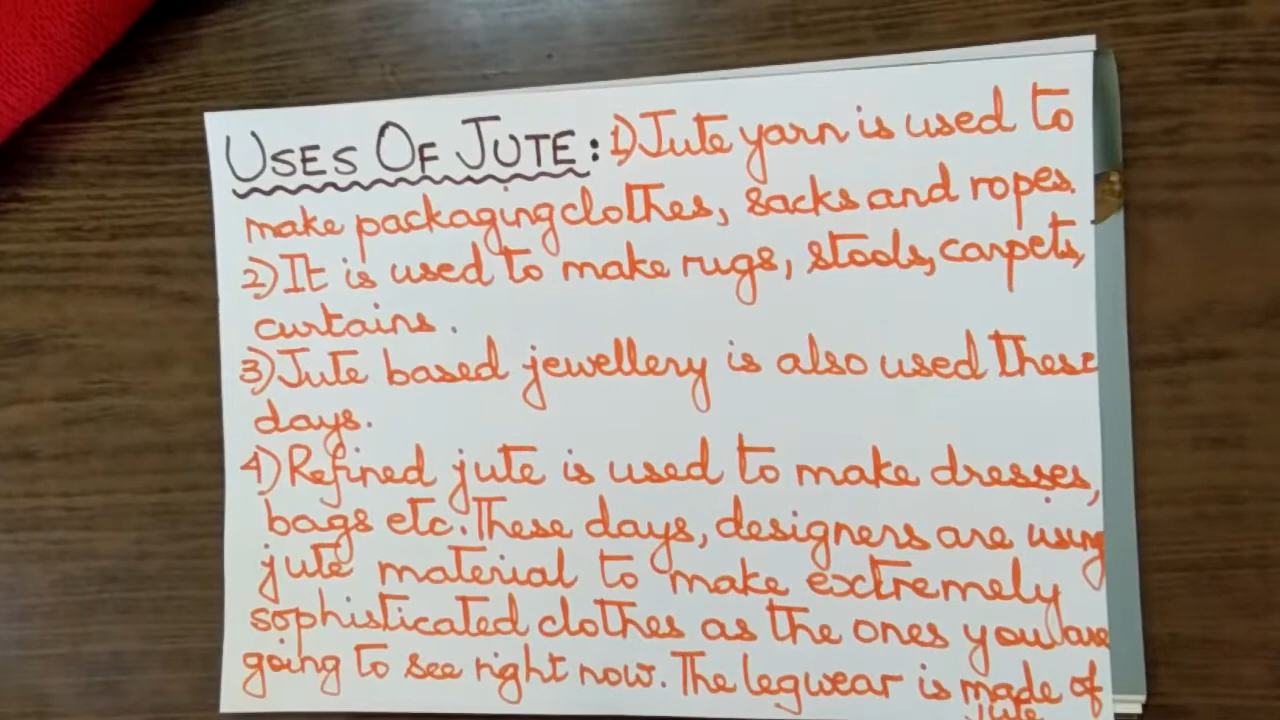 USES OF JUTE: 1) Jute yarn is used to
make packaging clothes, sacks and ropes.
2) It is used to make rugs, stools, carpets,
curtains.
3) Jute based jewellery is also used these
days.
4) Refined jute is used to make dresses,
bags etc. These days, designers are using
jute material to make extremely
sophisticated clothes as the ones you are
going to see right now. The legwear is made of
jute